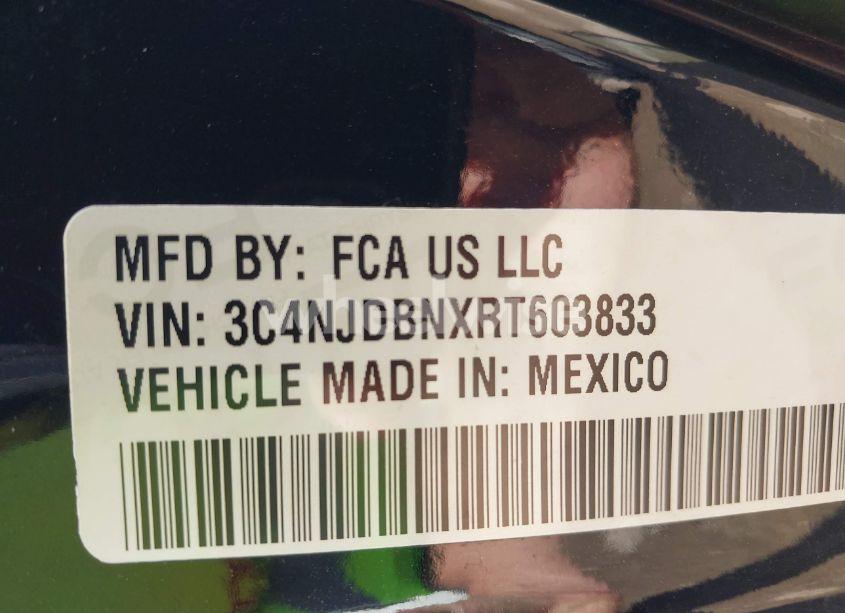 MFD BY: FCA US LLC
VIN: 3C4NJDBNXRT603833
VEHICLE MADE IN: MEXICO